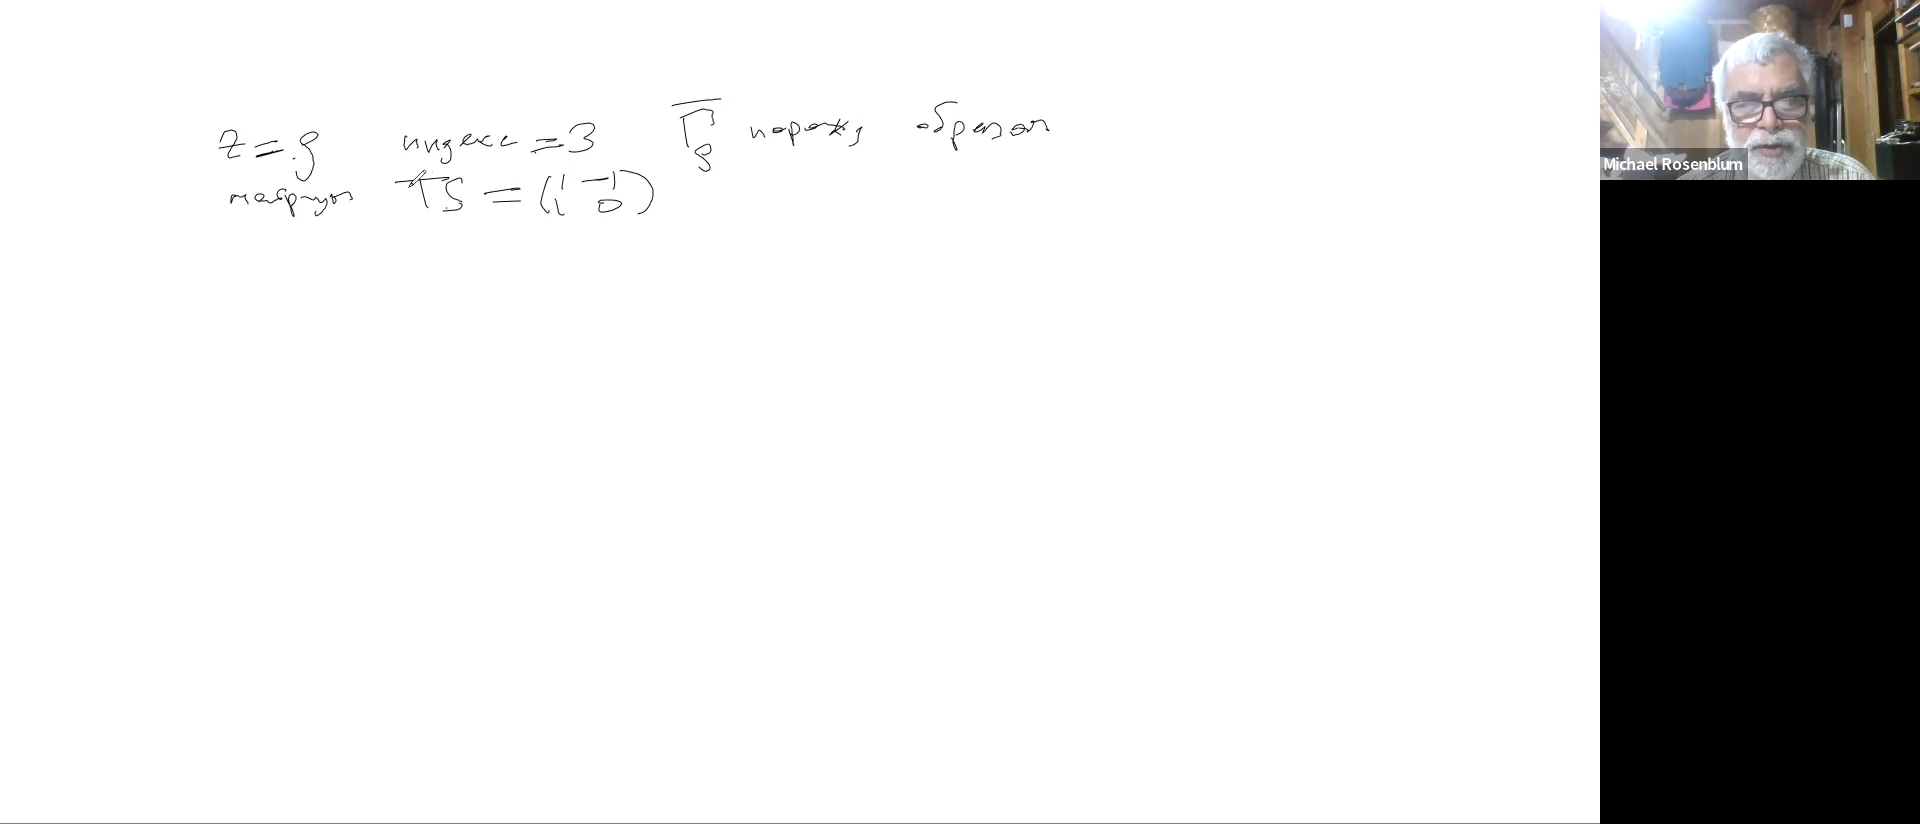 z = ρ индекс = 3 Γ̅_ρ порожд образом
матрицы TS = (1 -1 1 0)
Michael Rosenblum